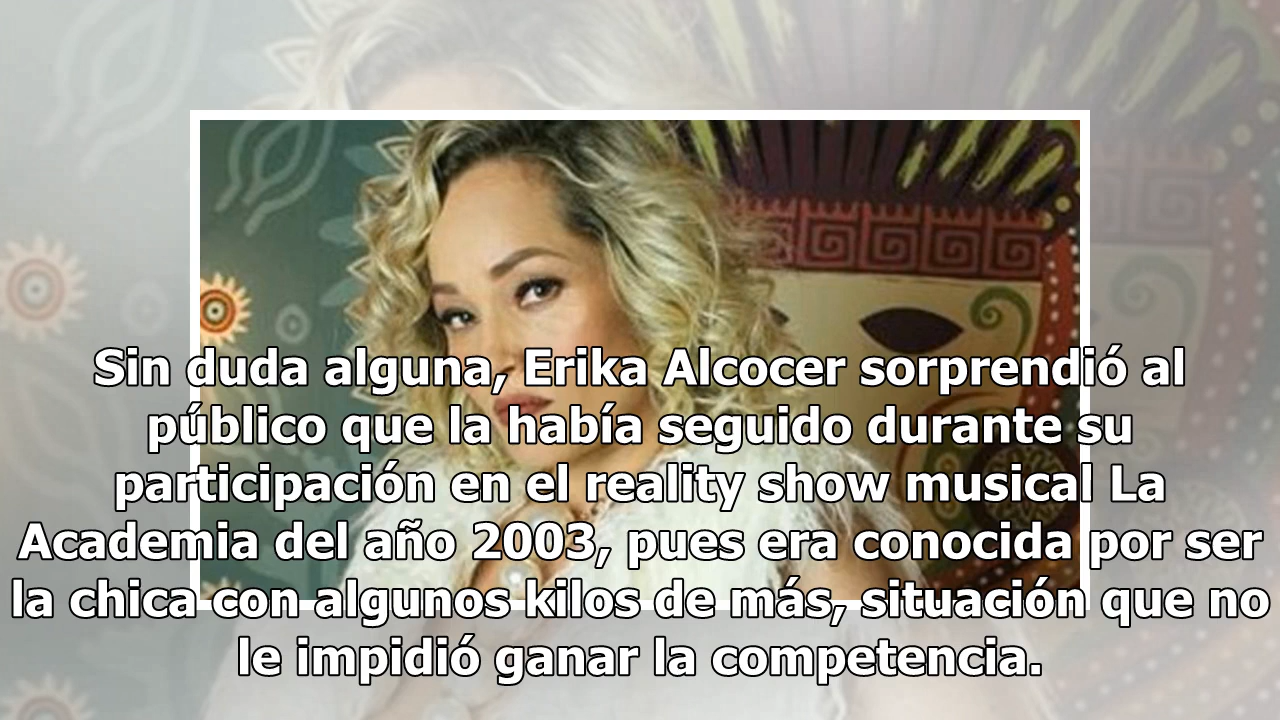 Sin duda alguna, Erika Alcocer sorprendió al
público que la había seguido durante su
participación en el reality show musical La
Academia del año 2003, pues era conocida por ser
la chica con algunos kilos de más, situación que no
le impidió ganar la competencia.